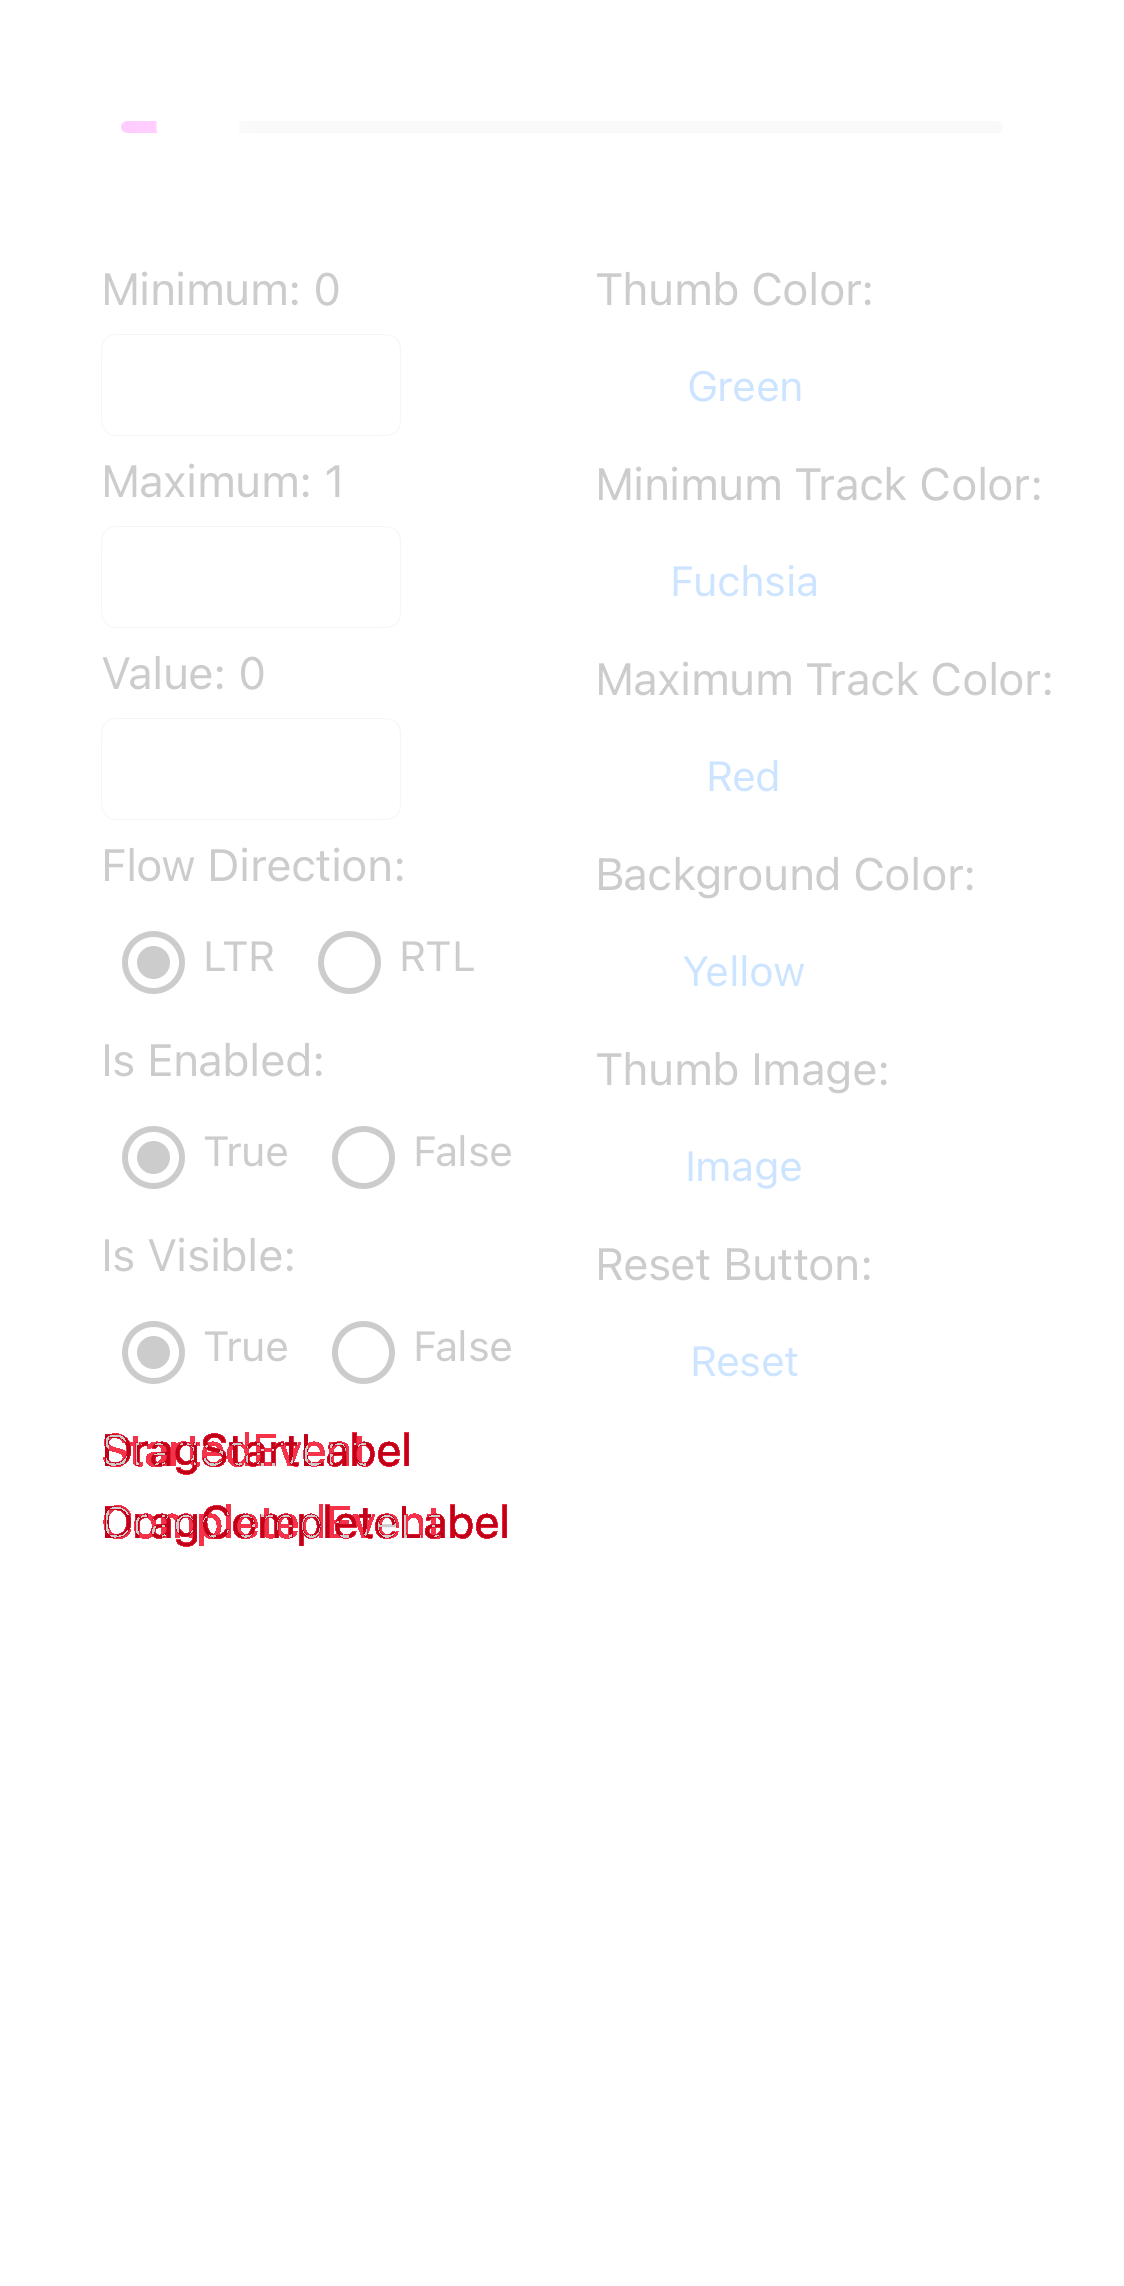 Minimum: 0
Maximum: 1
Value: 0
Flow Direction:
LTR RTL
Is Enabled:
True False
Is Visible:
True False
DragStartLabel
DragCompleteLabel
Thumb Color:
Green
Minimum Track Color:
Fuchsia
Maximum Track Color:
Red
Background Color:
Yellow
Thumb Image:
Image
Reset Button:
Reset